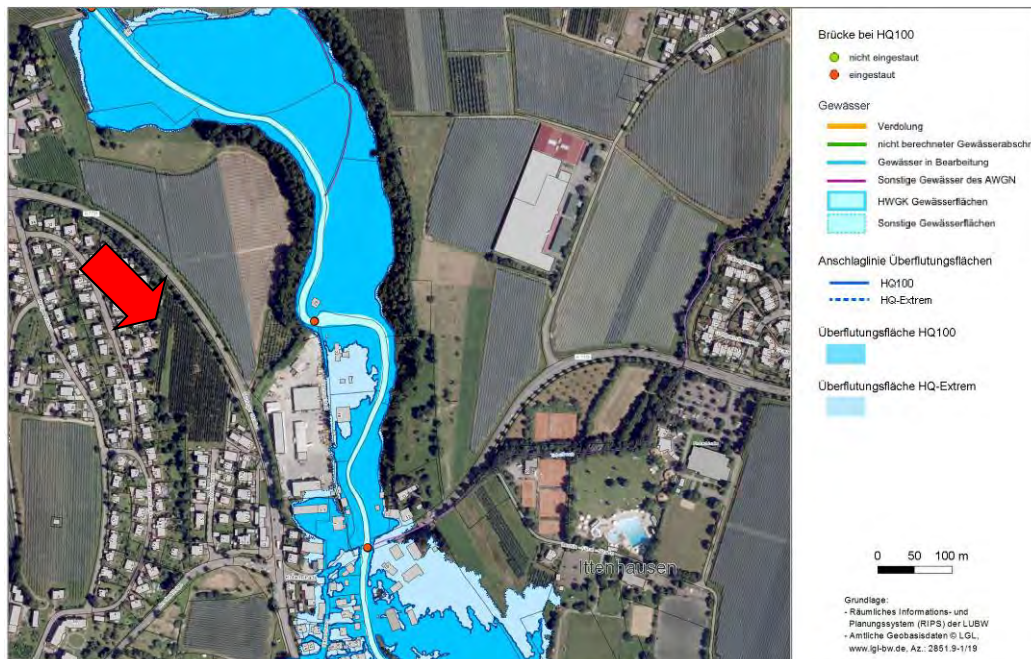 Ittenhausen
Brücke bei HQ100
nicht eingestaut
eingestaut
Gewässer
Verdolung
nicht berechneter Gewässerabschn
Gewässer in Bearbeitung
Sonstige Gewässer des AWGN
HWGK Gewässerflächen
Sonstige Gewässerflächen
Anschlaglinie Überflutungsflächen
HQ100
HQ-Extrem
Überflutungsfläche HQ100
Überflutungsfläche HQ-Extrem
0 50 100 m
Grundlage:
- Räumliches Informations- und
Planungssystem (RIPS) der LUBW
- Amtliche Geobasisdaten © LGL,
www.lgl-bw.de, Az.: 2851.9-1/19